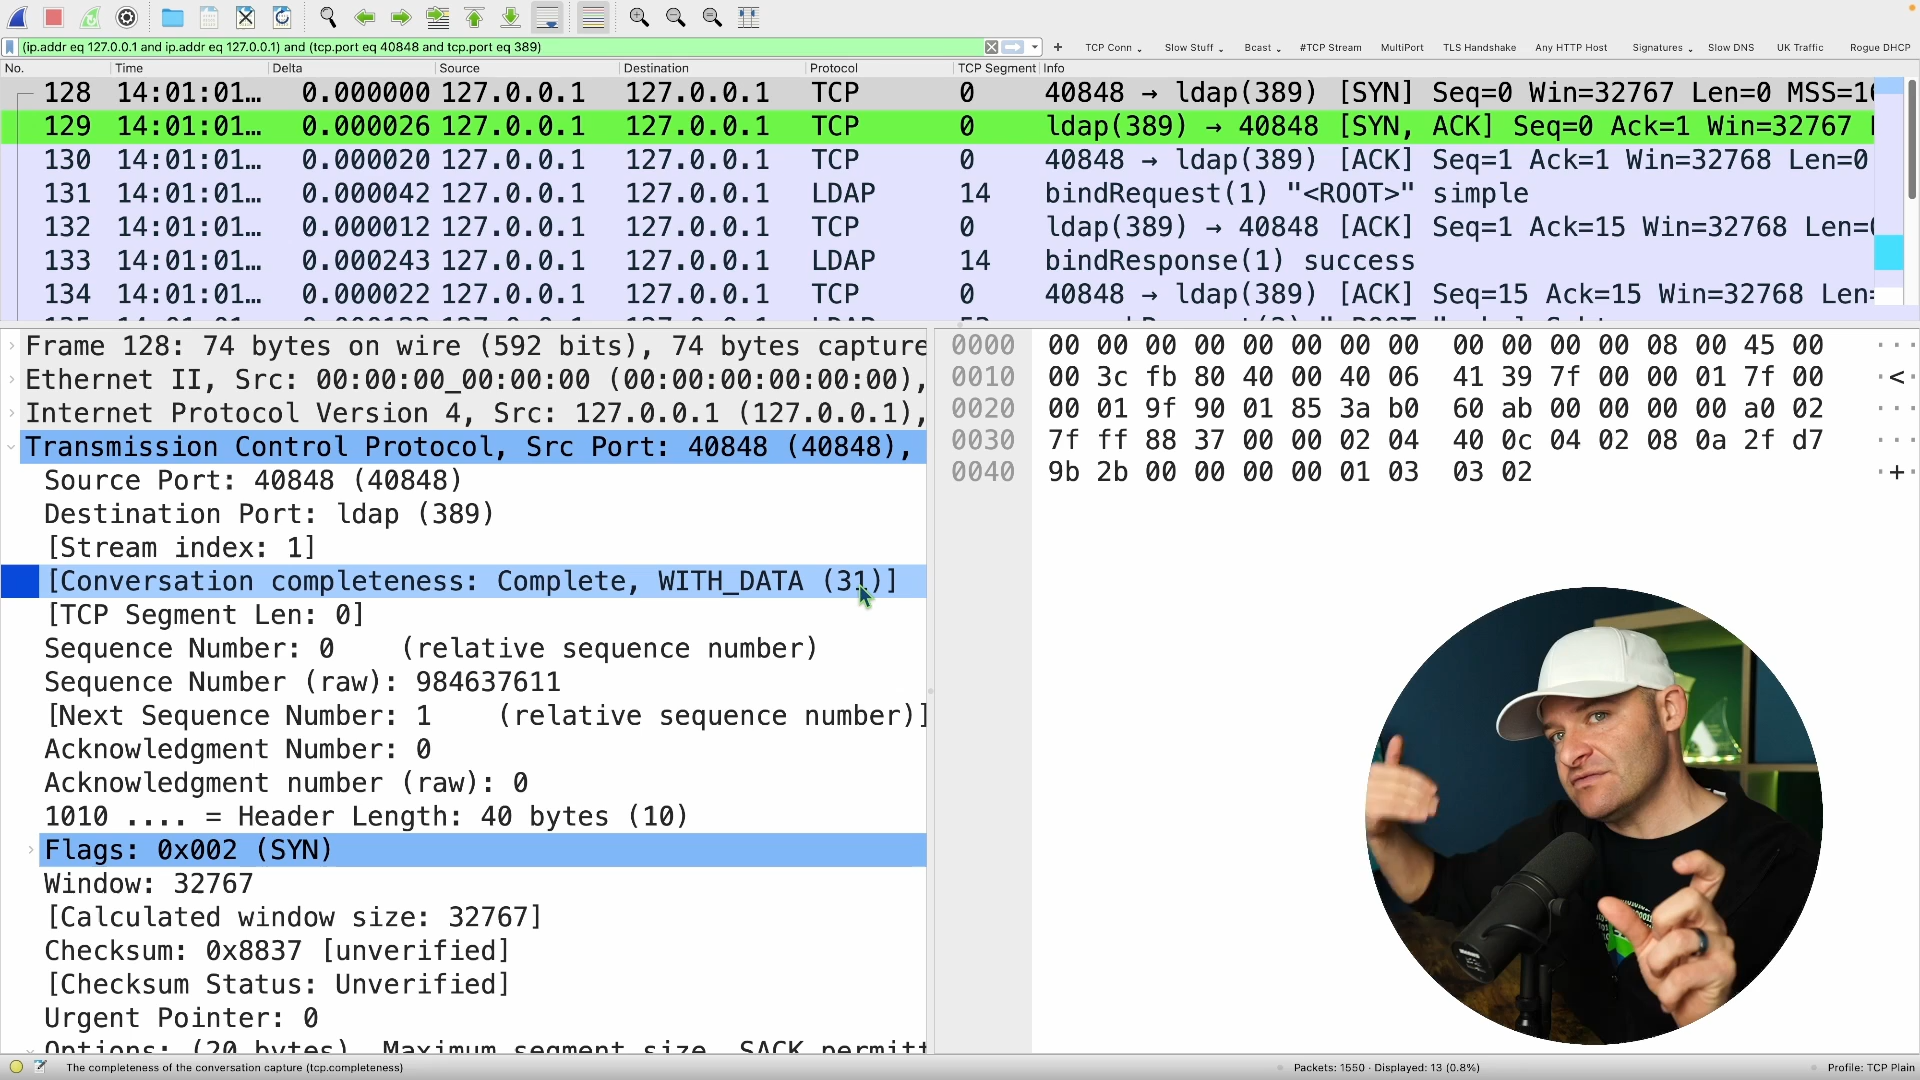 (ip.addr eq 127.0.0.1 and ip.addr eq 127.0.0.1) and (tcp.port eq 40848 and tcp.port eq 389)
+ TCP Conn Slow Stuff Bcast #TCP Stream MultiPort TLS Handshake Any HTTP Host Signatures Slow DNS UK Traffic Rogue DHCP
No. Time Delta Source Destination Protocol TCP Segment Info
128 14:01:01… 0.000000 127.0.0.1 127.0.0.1 TCP 0 40848 → ldap(389) [SYN] Seq=0 Win=32767 Len=0 MSS=16
129 14:01:01… 0.000026 127.0.0.1 127.0.0.1 TCP 0 ldap(389) → 40848 [SYN, ACK] Seq=0 Ack=1 Win=32767
130 14:01:01… 0.000020 127.0.0.1 127.0.0.1 TCP 0 40848 → ldap(389) [ACK] Seq=1 Ack=1 Win=32768 Len=0
131 14:01:01… 0.000042 127.0.0.1 127.0.0.1 LDAP 14 bindRequest(1) "<ROOT>" simple
132 14:01:01… 0.000012 127.0.0.1 127.0.0.1 TCP 0 ldap(389) → 40848 [ACK] Seq=1 Ack=15 Win=32768 Len=0
133 14:01:01… 0.000243 127.0.0.1 127.0.0.1 LDAP 14 bindResponse(1) success
134 14:01:01… 0.000022 127.0.0.1 127.0.0.1 TCP 0 40848 → ldap(389) [ACK] Seq=15 Ack=15 Win=32768 Len=
Frame 128: 74 bytes on wire (592 bits), 74 bytes capture
Ethernet II, Src: 00:00:00_00:00:00 (00:00:00:00:00:00),
Internet Protocol Version 4, Src: 127.0.0.1 (127.0.0.1),
Transmission Control Protocol, Src Port: 40848 (40848),
Source Port: 40848 (40848)
Destination Port: ldap (389)
[Stream index: 1]
[Conversation completeness: Complete, WITH_DATA (31)]
[TCP Segment Len: 0]
Sequence Number: 0 (relative sequence number)
Sequence Number (raw): 984637611
[Next Sequence Number: 1 (relative sequence number)]
Acknowledgment Number: 0
Acknowledgment number (raw): 0
1010 .... = Header Length: 40 bytes (10)
Flags: 0x002 (SYN)
Window: 32767
[Calculated window size: 32767]
Checksum: 0x8837 [unverified]
[Checksum Status: Unverified]
Urgent Pointer: 0
Options: (20 bytes), Maximum segment size, SACK permitt
0000 00 00 00 00 00 00 00 00 00 00 00 00 08 00 45 00 ···
0010 00 3c fb 80 40 00 40 06 41 39 7f 00 00 01 7f 00 ·<·
0020 00 01 9f 90 01 85 3a b0 60 ab 00 00 00 00 a0 02 ···
0030 7f ff 88 37 00 00 02 04 40 0c 04 02 08 0a 2f d7 ···
0040 9b 2b 00 00 00 00 01 03 03 02 ·+·
The completeness of the conversation capture (tcp.completeness)
Packets: 1550 · Displayed: 13 (0.8%)
Profile: TCP Plain